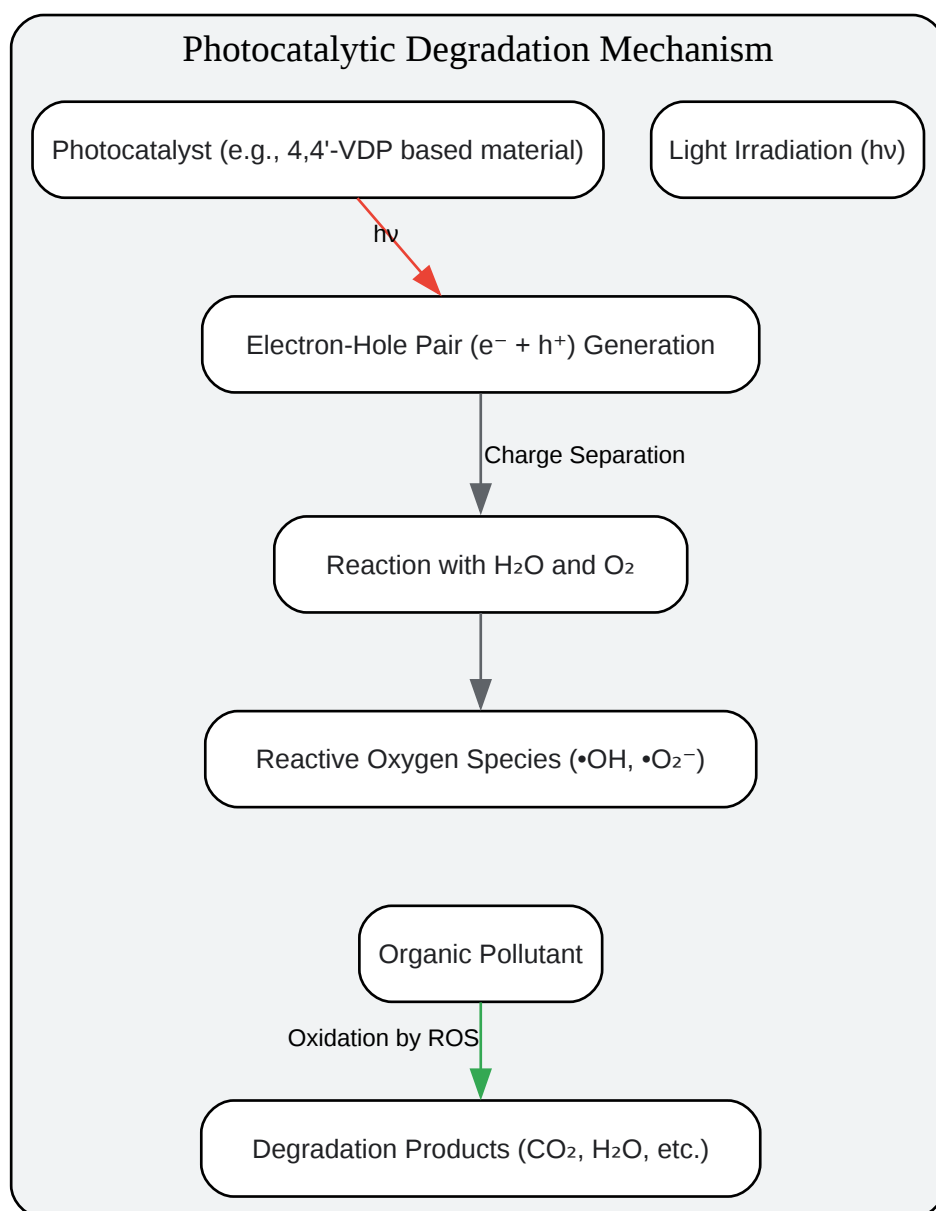 Photocatalytic Degradation Mechanism
Photocatalyst (e.g., 4,4'-VDP based material)
Light Irradiation (hν)
hν
Electron-Hole Pair (e⁻ + h⁺) Generation
Charge Separation
Reaction with H₂O and O₂
Reactive Oxygen Species (•OH, •O₂⁻)
Organic Pollutant
Oxidation by ROS
Degradation Products (CO₂, H₂O, etc.)